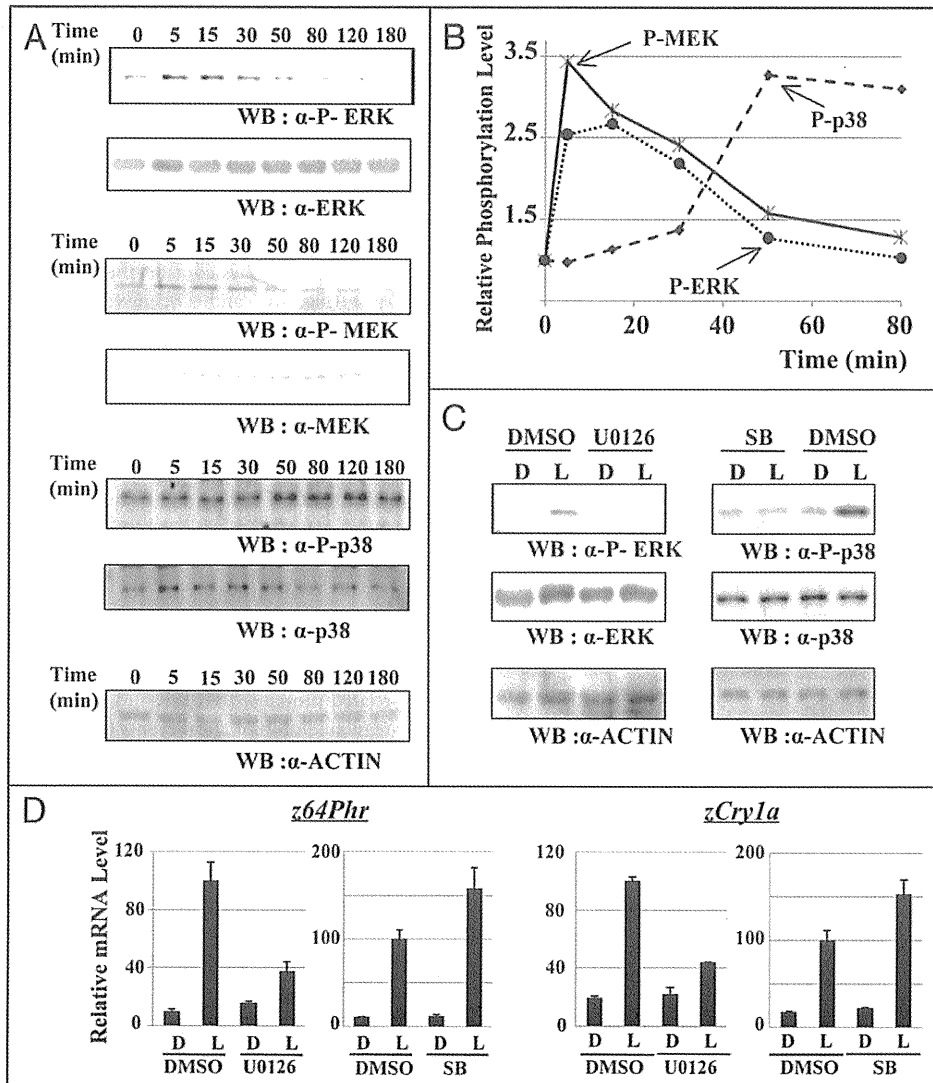 A
Time (min) 0 5 15 30 50 80 120 180
WB : α-P- ERK
WB : α-ERK
Time (min) 0 5 15 30 50 80 120 180
WB : α-P- MEK
WB : α-MEK
Time (min) 0 5 15 30 50 80 120 180
WB : α-P-p38
WB : α-p38
Time (min) 0 5 15 30 50 80 120 180
WB :α-ACTIN
B
Relative Phosphorylation Level
3.5
2.5
1.5
P-MEK
P-p38
P-ERK
0 20 40 60 80
Time (min)
C
DMSO U0126
D L D L
WB : α-P- ERK
WB : α-ERK
WB :α-ACTIN
SB DMSO
D L D L
WB : α-P-p38
WB : α-p38
WB : α-ACTIN
D
z64Phr
zCry1a
Relative mRNA Level
120
80
40
0
D L D L
DMSO U0126
200
100
0
D L D L
DMSO SB
120
80
40
0
D L D L
DMSO U0126
200
100
0
D L D L
DMSO SB